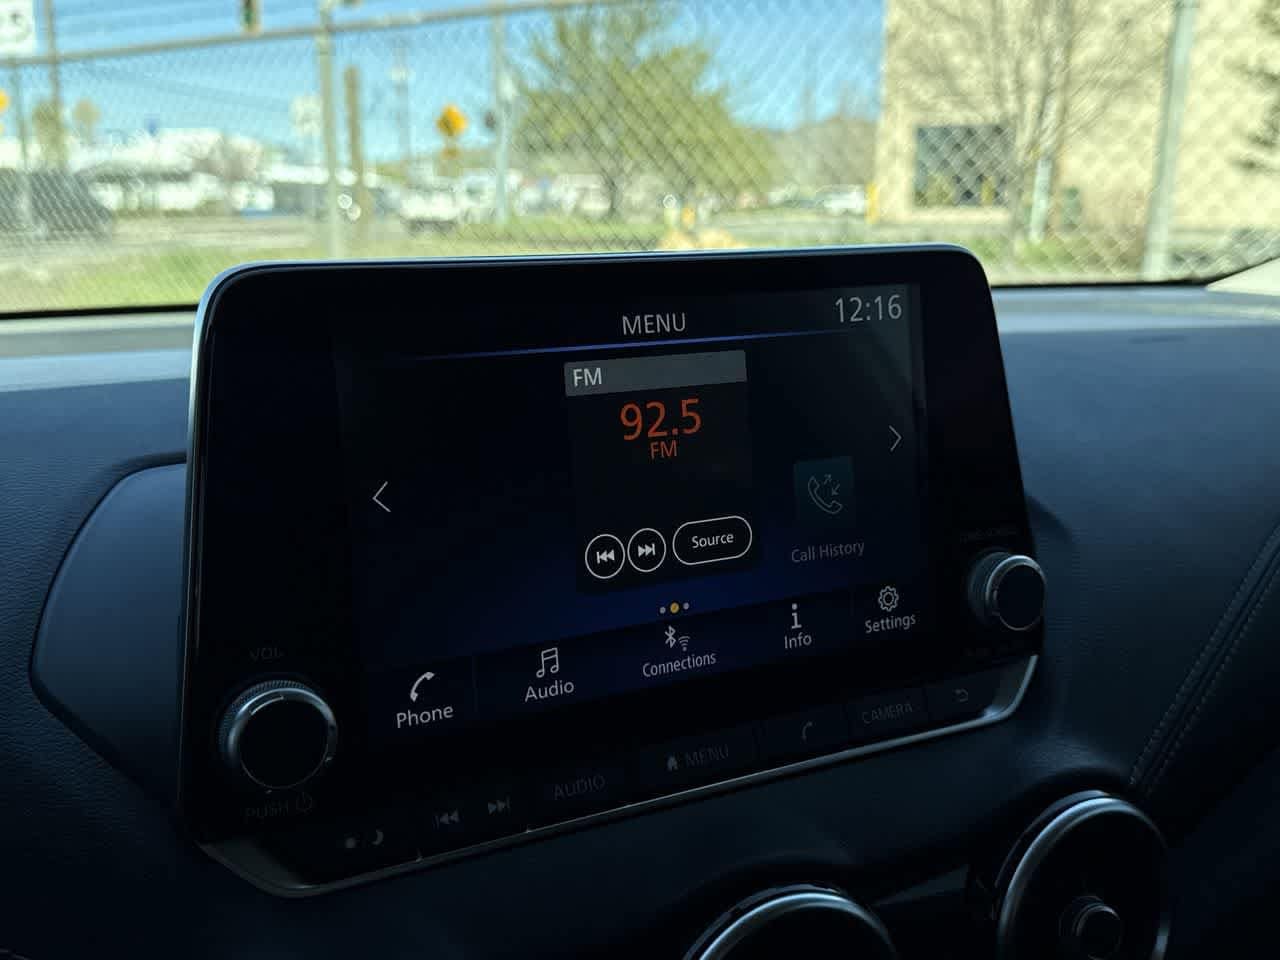 MENU
12:16
FM
92.5
FM
Source
Call History
Phone
Audio
Connections
Info
Settings
VOL
PUSH
AUDIO
MENU
CAMERA